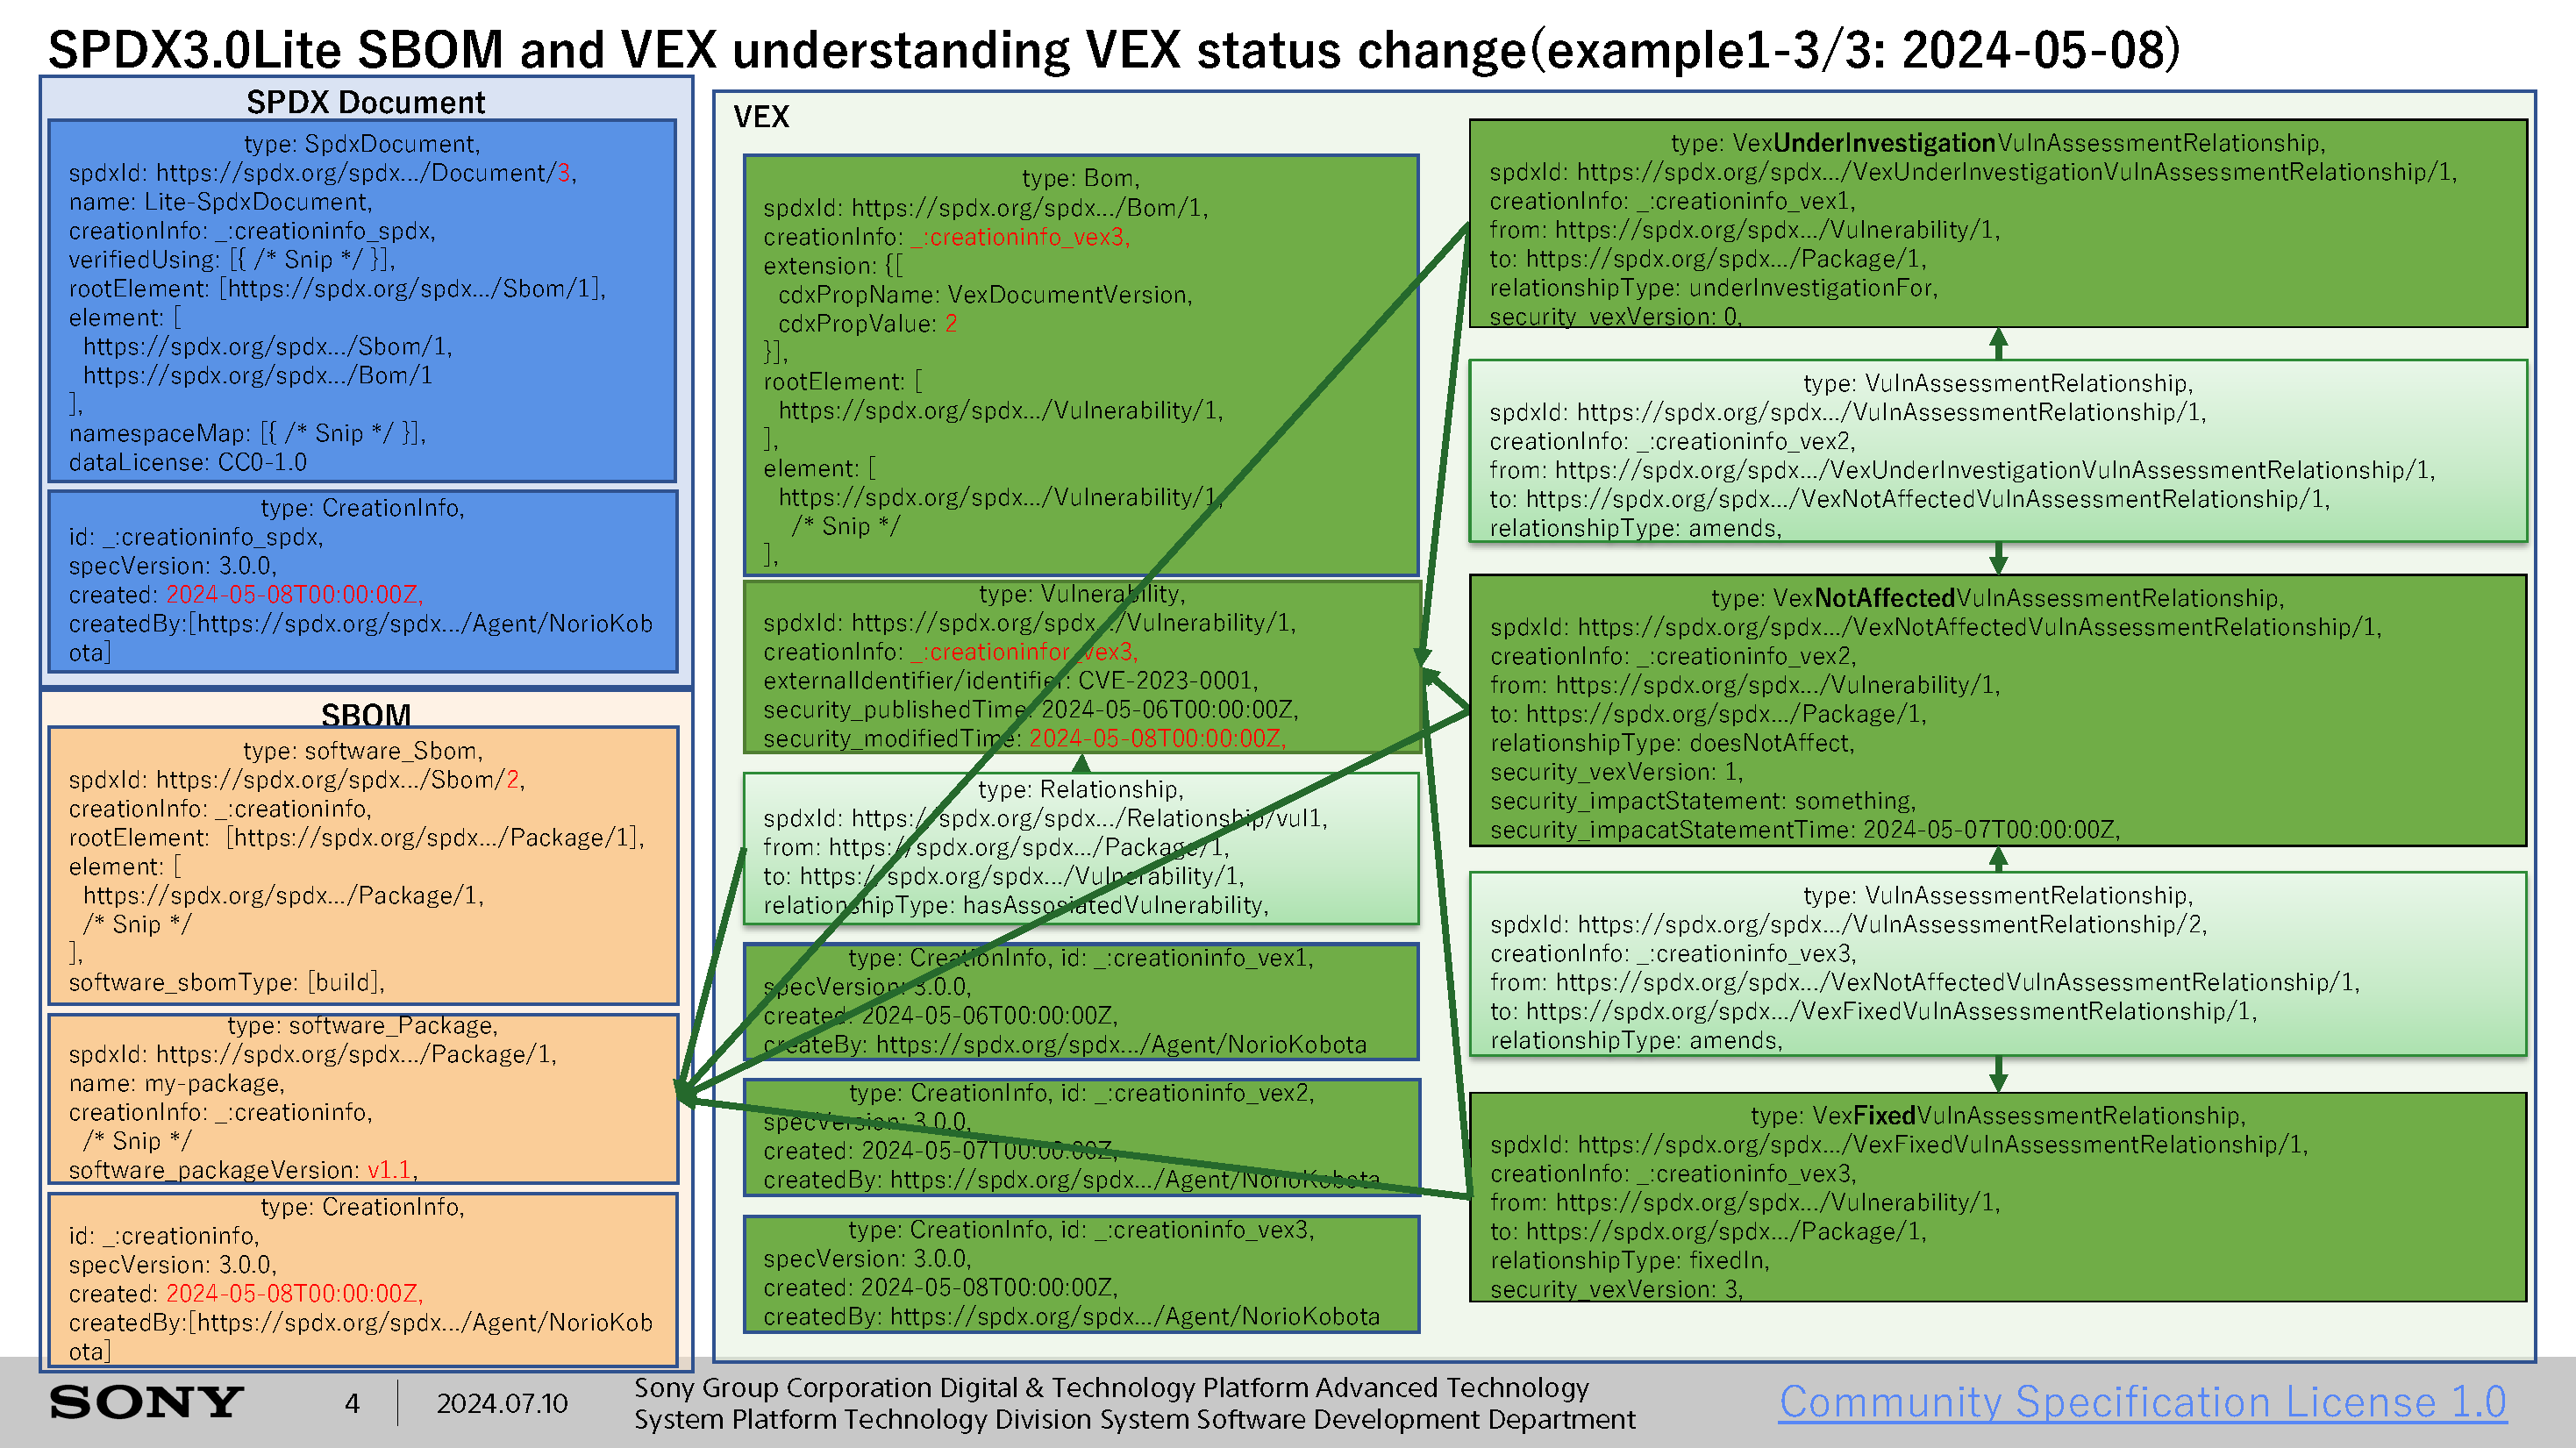 SPDX3.0Lite SBOM and VEX understanding VEX status change(example1-3/3: 2024-05-08)
SPDX Document
type: SpdxDocument,
spdxId: https://spdx.org/spdx.../Document/3,
name: Lite-SpdxDocument,
creationInfo: _:creationinfo_spdx,
verifiedUsing: [{ /* Snip */ }],
rootElement: [https://spdx.org/spdx.../Sbom/1],
element: [
https://spdx.org/spdx.../Sbom/1,
https://spdx.org/spdx.../Bom/1
],
namespaceMap: [{ /* Snip */ }],
dataLicense: CC0-1.0
type: CreationInfo,
id: _:creationinfo_spdx,
specVersion: 3.0.0,
created: 2024-05-08T00:00:00Z,
createdBy:[https://spdx.org/spdx.../Agent/NorioKob
ota]
SBOM
type: software_Sbom,
spdxId: https://spdx.org/spdx.../Sbom/2,
creationInfo: _:creationinfo,
rootElement: [https://spdx.org/spdx.../Package/1],
element: [
https://spdx.org/spdx.../Package/1,
/* Snip */
],
software_sbomType: [build],
type: software_Package,
spdxId: https://spdx.org/spdx.../Package/1,
name: my-package,
creationInfo: _:creationinfo,
/* Snip */
software_packageVersion: v1.1,
type: CreationInfo,
id: _:creationinfo,
specVersion: 3.0.0,
created: 2024-05-08T00:00:00Z,
createdBy:[https://spdx.org/spdx.../Agent/NorioKob
ota]
VEX
type: Bom,
spdxId: https://spdx.org/spdx.../Bom/1,
creationInfo: _:creationinfo_vex3,
extension: {[
cdxPropName: VexDocumentVersion,
cdxPropValue: 2
}],
rootElement: [
https://spdx.org/spdx.../Vulnerability/1,
],
element: [
https://spdx.org/spdx.../Vulnerability/1,
/* Snip */
],
type: Vulnerability,
spdxId: https://spdx.org/spdx.../Vulnerability/1,
creationInfo: _:creationinfor_vex3,
externalIdentifier/identifier: CVE-2023-0001,
security_publishedTime: 2024-05-06T00:00:00Z,
security_modifiedTime: 2024-05-08T00:00:00Z,
type: Relationship,
spdxId: https://spdx.org/spdx.../Relationship/vul1,
from: https://spdx.org/spdx.../Package/1,
to: https://spdx.org/spdx.../Vulnerability/1,
relationshipType: hasAssosiatedVulnerability,
type: CreationInfo, id: _:creationinfo_vex1,
specVersion: 3.0.0,
created: 2024-05-06T00:00:00Z,
createBy: https://spdx.org/spdx.../Agent/NorioKobota
type: CreationInfo, id: _:creationinfo_vex2,
specVersion: 3.0.0,
created: 2024-05-07T00:00:00Z,
createdBy: https://spdx.org/spdx.../Agent/NorioKobota
type: CreationInfo, id: _:creationinfo_vex3,
specVersion: 3.0.0,
created: 2024-05-08T00:00:00Z,
createdBy: https://spdx.org/spdx.../Agent/NorioKobota
type: VexUnderInvestigationVulnAssessmentRelationship,
spdxId: https://spdx.org/spdx.../VexUnderInvestigationVulnAssessmentRelationship/1,
creationInfo: _:creationinfo_vex1,
from: https://spdx.org/spdx.../Vulnerability/1,
to: https://spdx.org/spdx.../Package/1,
relationshipType: underInvestigationFor,
security_vexVersion: 0,
type: VulnAssessmentRelationship,
spdxId: https://spdx.org/spdx.../VulnAssessmentRelationship/1,
creationInfo: _:creationinfo_vex2,
from: https://spdx.org/spdx.../VexUnderInvestigationVulnAssessmentRelationship/1,
to: https://spdx.org/spdx.../VexNotAffectedVulnAssessmentRelationship/1,
relationshipType: amends,
type: VexNotAffectedVulnAssessmentRelationship,
spdxId: https://spdx.org/spdx.../VexNotAffectedVulnAssessmentRelationship/1,
creationInfo: _:creationinfo_vex2,
from: https://spdx.org/spdx.../Vulnerability/1,
to: https://spdx.org/spdx.../Package/1,
relationshipType: doesNotAffect,
security_vexVersion: 1,
security_impactStatement: something,
security_impacatStatementTime: 2024-05-07T00:00:00Z,
type: VulnAssessmentRelationship,
spdxId: https://spdx.org/spdx.../VulnAssessmentRelationship/2,
creationInfo: _:creationinfo_vex3,
from: https://spdx.org/spdx.../VexNotAffectedVulnAssessmentRelationship/1,
to: https://spdx.org/spdx.../VexFixedVulnAssessmentRelationship/1,
relationshipType: amends,
type: VexFixedVulnAssessmentRelationship,
spdxId: https://spdx.org/spdx.../VexFixedVulnAssessmentRelationship/1,
creationInfo: _:creationinfo_vex3,
from: https://spdx.org/spdx.../Vulnerability/1,
to: https://spdx.org/spdx.../Package/1,
relationshipType: fixedIn,
security_vexVersion: 3,
SONY
4
2024.07.10
Sony Group Corporation Digital & Technology Platform Advanced Technology
System Platform Technology Division System Software Development Department
Community Specification License 1.0